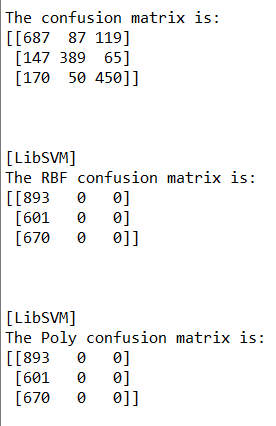 The confusion matrix is:
[[687  87 119]
 [147 389  65]
 [170  50 450]]
[LibSVM]
The RBF confusion matrix is:
[[893   0   0]
 [601   0   0]
 [670   0   0]]
[LibSVM]
The Poly confusion matrix is:
[[893   0   0]
 [601   0   0]
 [670   0   0]]